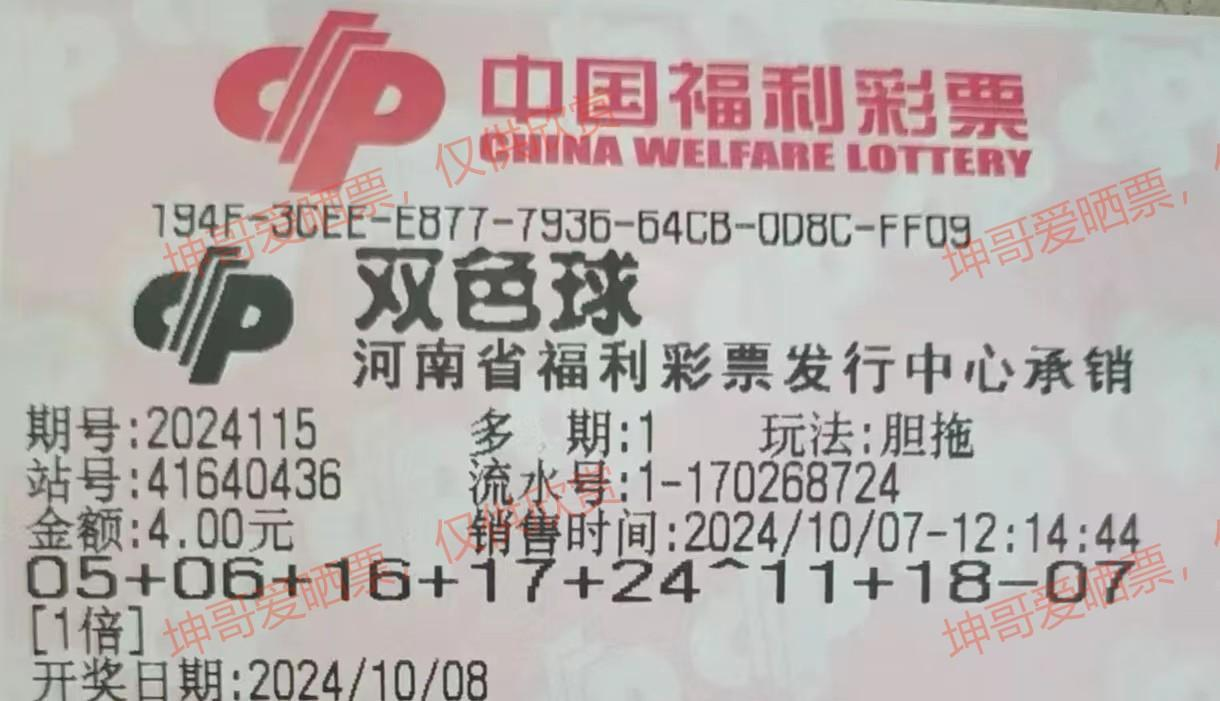 中国福利彩票
CHINA WELFARE LOTTERY
194F-3CEE-E877-7936-64CB-0D8C-FF09
双色球
河南省福利彩票发行中心承销
期号:2024115 多 期:1 玩法:胆拖
站号:41640436 流水号:1-170268724
金额:4.00元 销售时间:2024/10/07-12:14:44
05+06+16+17+24^11+18-07
[1倍]
开奖日期:2024/10/08
坤哥爱晒票,仅供欣赏
坤哥爱晒票,
坤哥爱晒票,仅供欣赏
坤哥爱晒票,